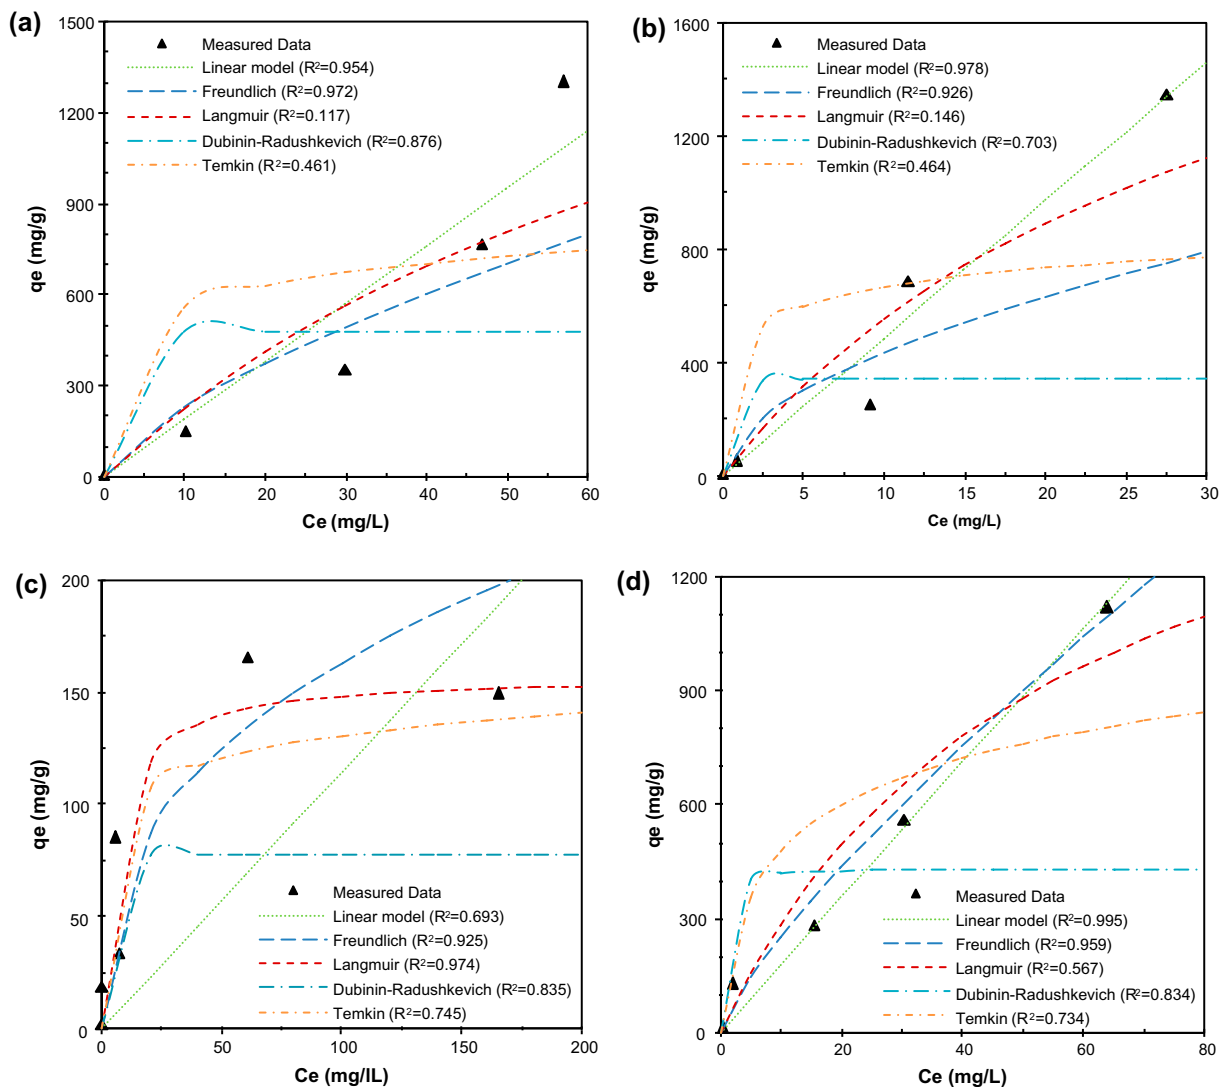 (a)
1500
1200
900
600
300
0
qe (mg/g)
Measured Data
Linear model (R²=0.954)
Freundlich (R²=0.972)
Langmuir (R²=0.117)
Dubinin-Radushkevich (R²=0.876)
Temkin (R²=0.461)
0
10
20
30
40
50
60
Ce (mg/L)
(b)
1600
1200
800
400
0
qe (mg/g)
Measured Data
Linear model (R²=0.978)
Freundlich (R²=0.926)
Langmuir (R²=0.146)
Dubinin-Radushkevich (R²=0.703)
Temkin (R²=0.464)
0
5
10
15
20
25
30
Ce (mg/L)
(c)
200
150
100
50
0
qe (mg/g)
Measured Data
Linear model (R²=0.693)
Freundlich (R²=0.925)
Langmuir (R²=0.974)
Dubinin-Radushkevich (R²=0.835)
Temkin (R²=0.745)
0
50
100
150
200
Ce (mg/lL)
(d)
1200
900
600
300
0
qe (mg/g)
Measured Data
Linear model (R²=0.995)
Freundlich (R²=0.959)
Langmuir (R²=0.567)
Dubinin-Radushkevich (R²=0.834)
Temkin (R²=0.734)
0
20
40
60
80
Ce (mg/L)